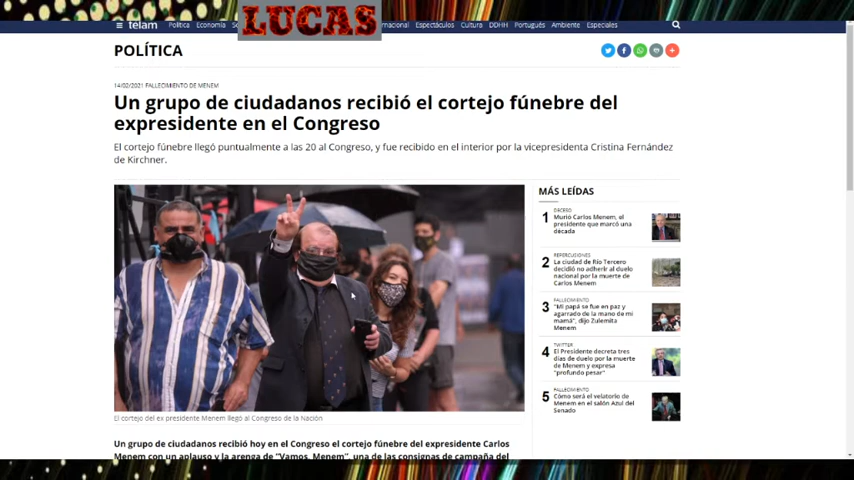 LUCAS
télam Política Economía
Espectáculos Cultura DDHH Português Ambiente Especiales
POLÍTICA
14/02/2021 FALLECIMIENTO DE MENEM
Un grupo de ciudadanos recibió el cortejo fúnebre del
expresidente en el Congreso
El cortejo fúnebre llegó puntualmente a las 20 al Congreso, y fue recibido en el interior por la vicepresidenta Cristina Fernández
de Kirchner.
El cortejo del ex presidente Menem llegó al Congreso de la Nación
Un grupo de ciudadanos recibió hoy en el Congreso el cortejo fúnebre del expresidente Carlos
Menem con un aplauso y la arenga de "Vamos, Menem", una de las consignas de campaña del
MÁS LEÍDAS
1
DECESO
Murió Carlos Menem, el
presidente que marcó una
década
2
REPERCUSIONES
La ciudad de Río Tercero
decidió no adherir al duelo
nacional por la muerte de
Carlos Menem
3
FALLECIMIENTO
"Mi papá se fue en paz y
agarrado de la mano de mi
mamá", dijo Zulemita
Menem
4
TWITTER
El Presidente decreta tres
días de duelo por la muerte
de Menem y expresa
"profundo pesar"
5
FALLECIMIENTO
Cómo será el velatorio de
Menem en el salón Azul del
Senado